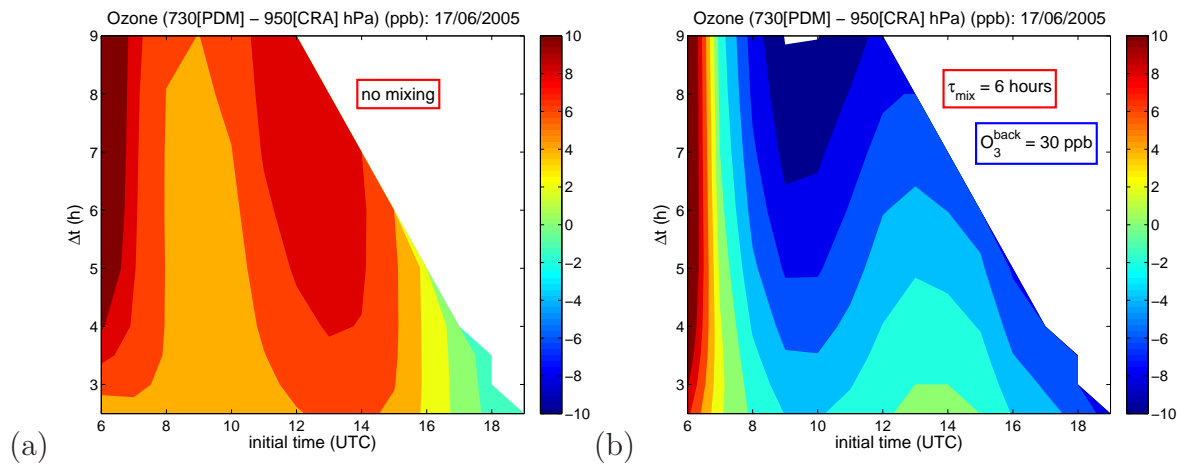 Ozone (730[PDM] − 950[CRA] hPa) (ppb): 17/06/2005
no mixing
9
8
7
6
5
4
3
Δt (h)
6 8 10 12 14 16 18
initial time (UTC)
10
8
6
4
2
0
−2
−4
−6
−8
−10
(a)
Ozone (730[PDM] − 950[CRA] hPa) (ppb): 17/06/2005
τmix = 6 hours
O3back = 30 ppb
9
8
7
6
5
4
3
Δt (h)
6 8 10 12 14 16 18
initial time (UTC)
10
8
6
4
2
0
−2
−4
−6
−8
−10
(b)